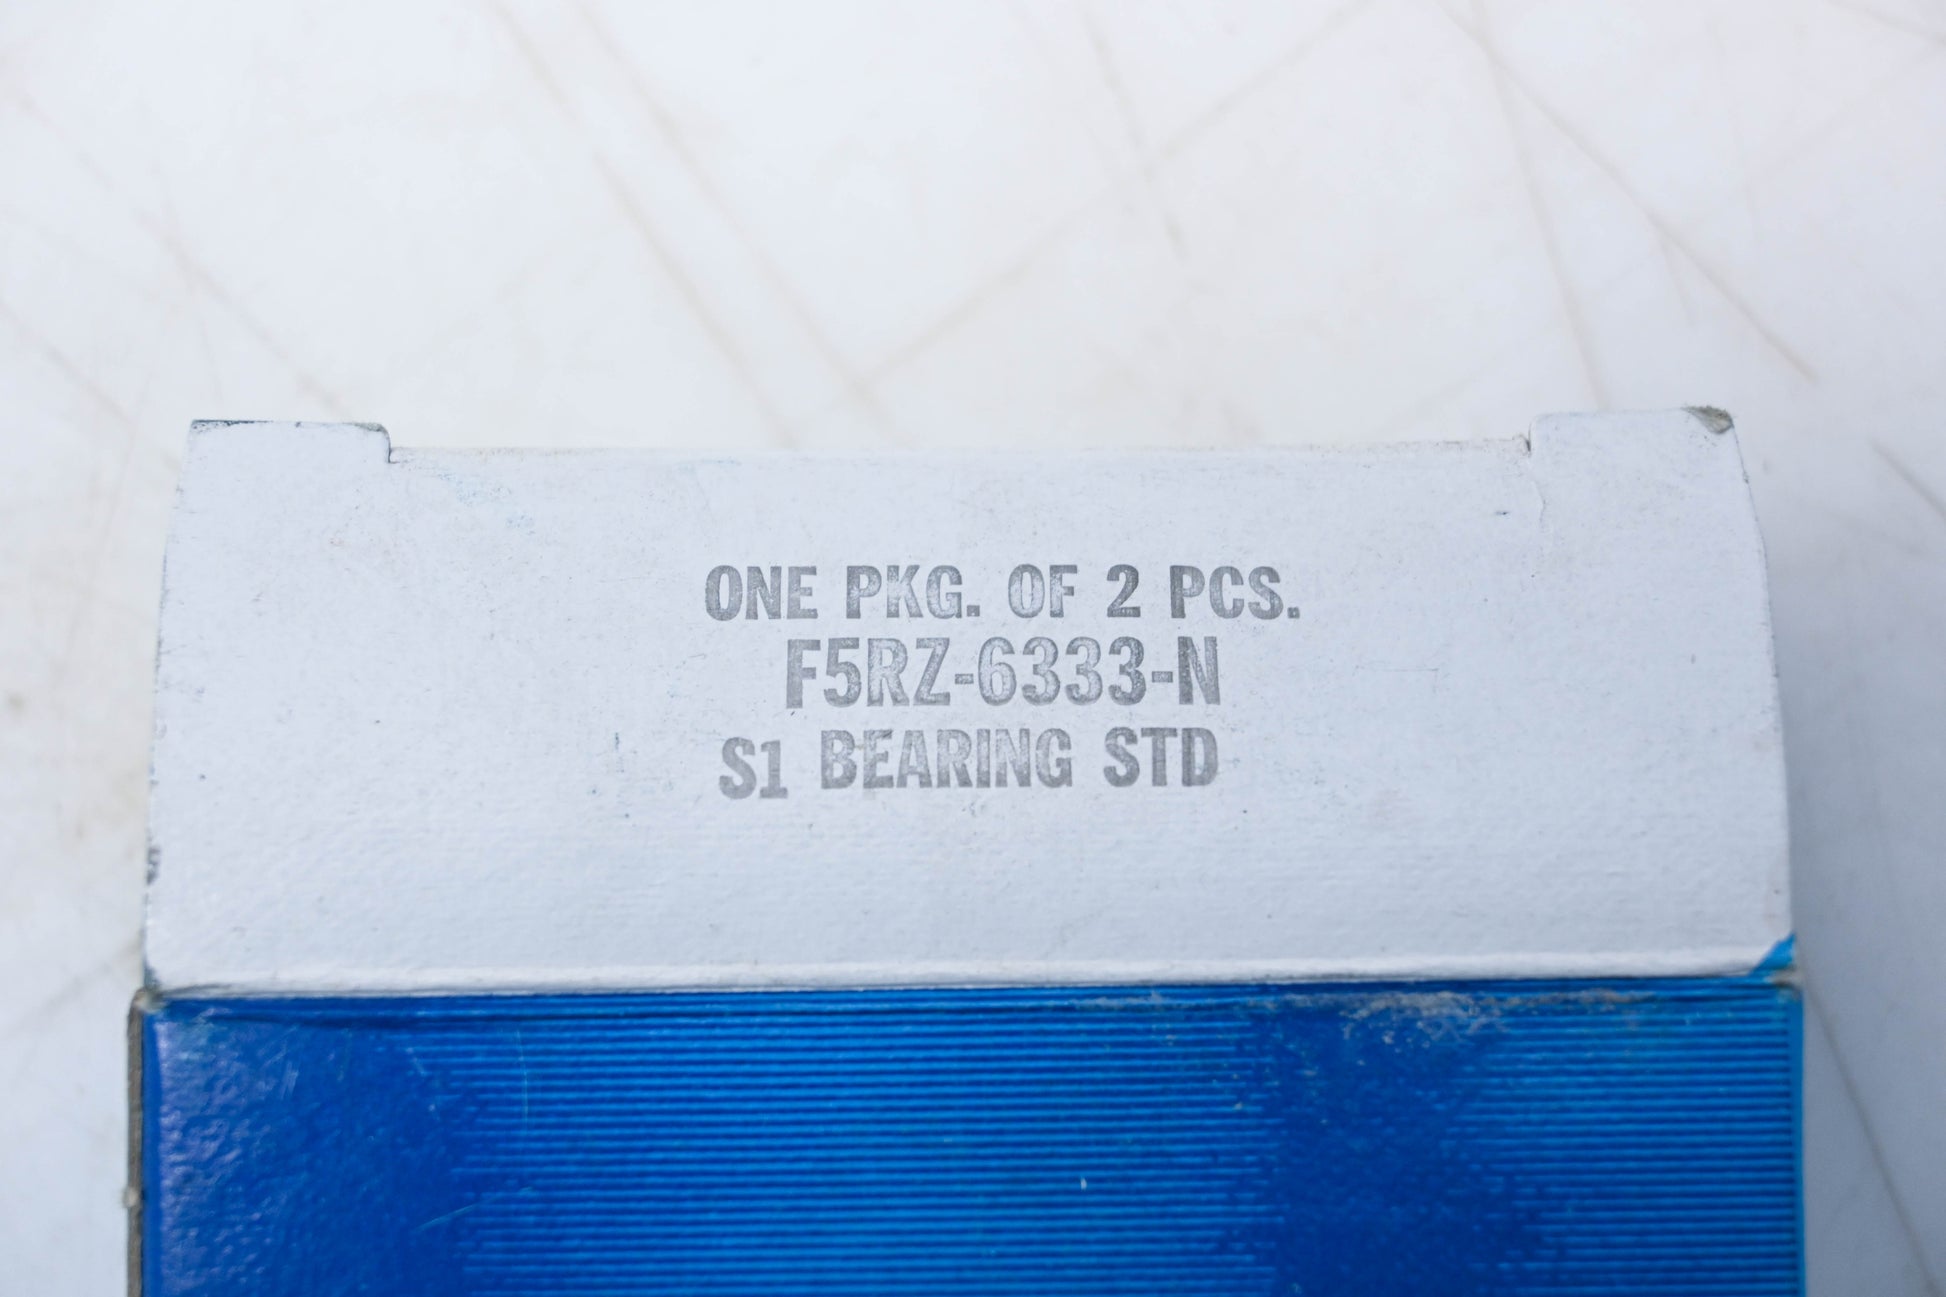 ONE PKG. OF 2 PCS.
F5RZ-6333-N
S1 BEARING STD